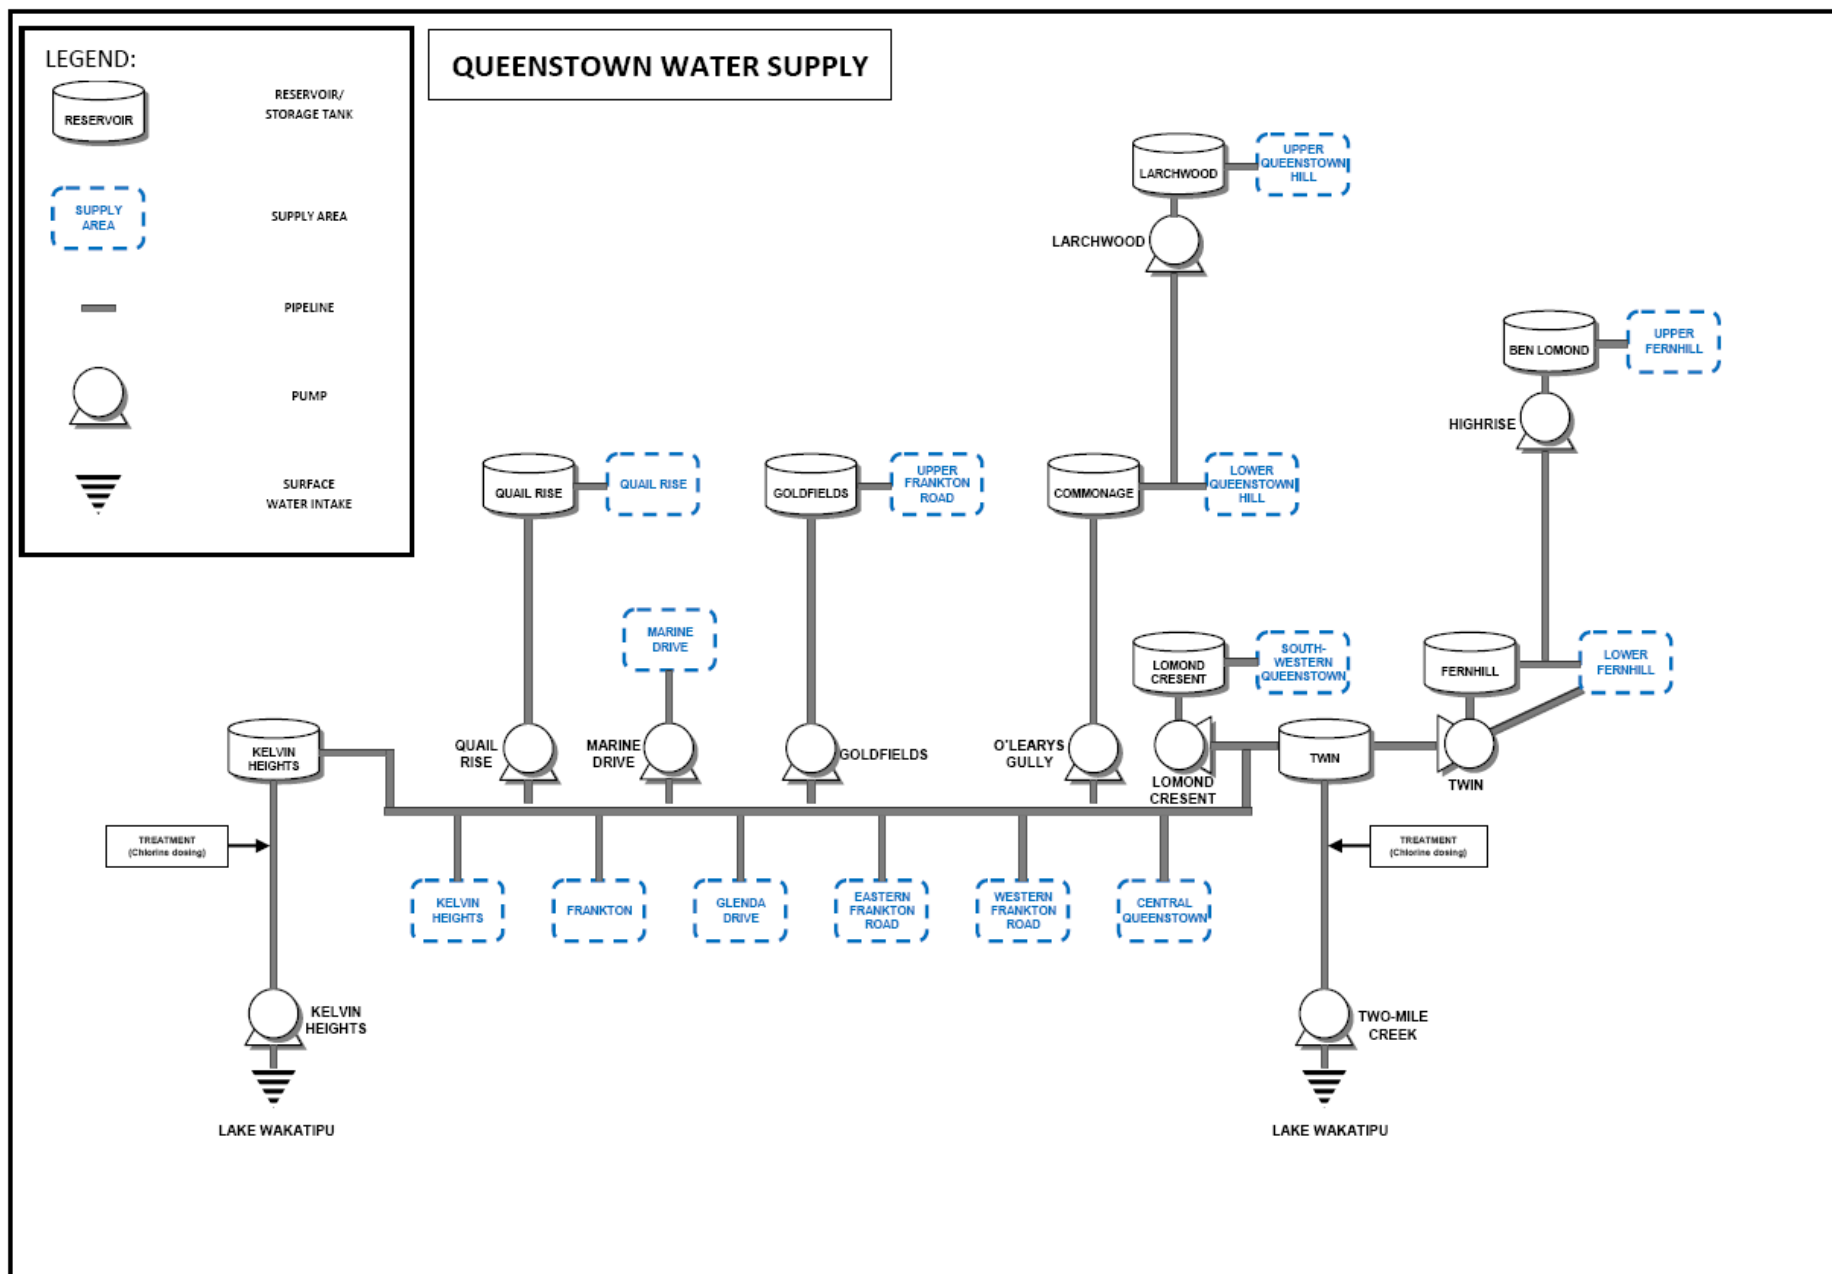 LEGEND:
RESERVOIR
RESERVOIR/
STORAGE TANK
SUPPLY
AREA
SUPPLY AREA
PIPELINE
PUMP
SURFACE
WATER INTAKE
QUEENSTOWN WATER SUPPLY
LARCHWOOD
UPPER
QUEENSTOWN
HILL
LARCHWOOD
BEN LOMOND
UPPER
FERNHILL
HIGHRISE
QUAIL RISE
QUAIL RISE
GOLDFIELDS
UPPER
FRANKTON
ROAD
COMMONAGE
LOWER
QUEENSTOWN
HILL
MARINE
DRIVE
LOMOND
CRESENT
SOUTH-
WESTERN
QUEENSTOWN
FERNHILL
LOWER
FERNHILL
KELVIN
HEIGHTS
QUAIL
RISE
MARINE
DRIVE
GOLDFIELDS
O'LEARYS
GULLY
LOMOND
CRESENT
TWIN
TWIN
TREATMENT
(Chlorine dosing)
TREATMENT
(Chlorine dosing)
KELVIN
HEIGHTS
FRANKTON
GLENDA
DRIVE
EASTERN
FRANKTON
ROAD
WESTERN
FRANKTON
ROAD
CENTRAL
QUEENSTOWN
KELVIN
HEIGHTS
TWO-MILE
CREEK
LAKE WAKATIPU
LAKE WAKATIPU